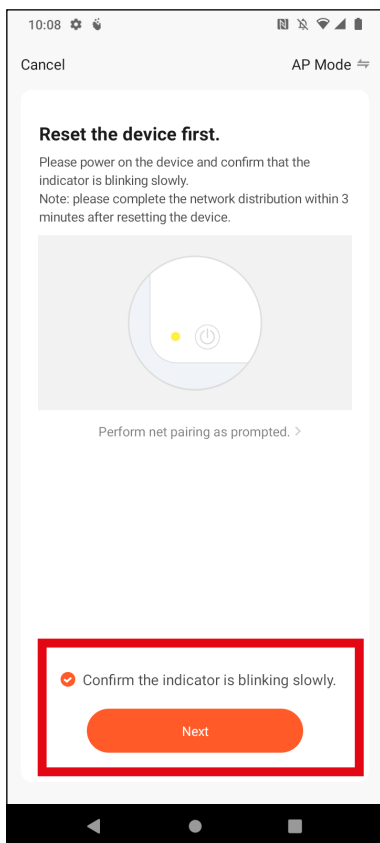 10:08
Cancel
AP Mode
Reset the device first.
Please power on the device and confirm that the
indicator is blinking slowly.
Note: please complete the network distribution within 3
minutes after resetting the device.
Perform net pairing as prompted. >
Confirm the indicator is blinking slowly.
Next